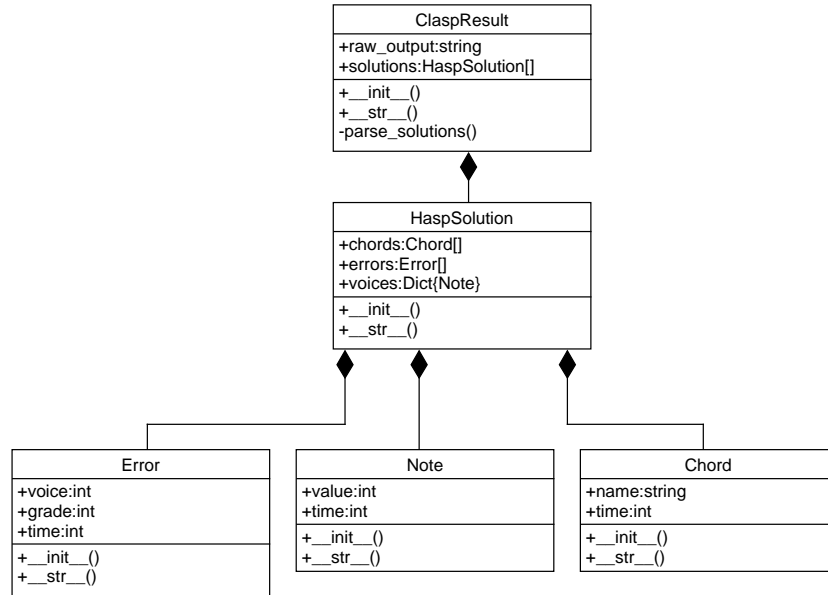 ClaspResult
+raw_output:string
+solutions:HaspSolution[]
+__init__()
+__str__()
-parse_solutions()
HaspSolution
+chords:Chord[]
+errors:Error[]
+voices:Dict{Note}
+__init__()
+__str__()
Error
+voice:int
+grade:int
+time:int
+__init__()
+__str__()
Note
+value:int
+time:int
+__init__()
+__str__()
Chord
+name:string
+time:int
+__init__()
+__str__()